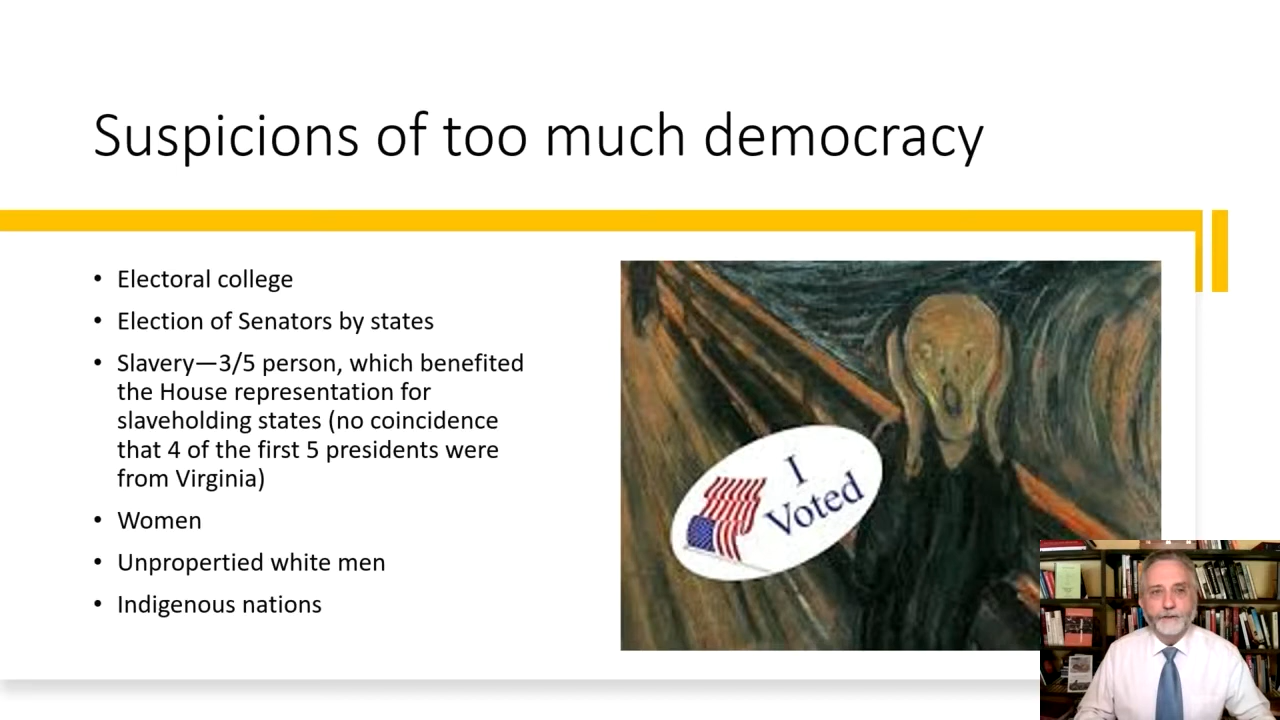 Suspicions of too much democracy
• Electoral college
• Election of Senators by states
• Slavery—3/5 person, which benefited
the House representation for
slaveholding states (no coincidence
that 4 of the first 5 presidents were
from Virginia)
• Women
• Unpropertied white men
• Indigenous nations
I
Voted